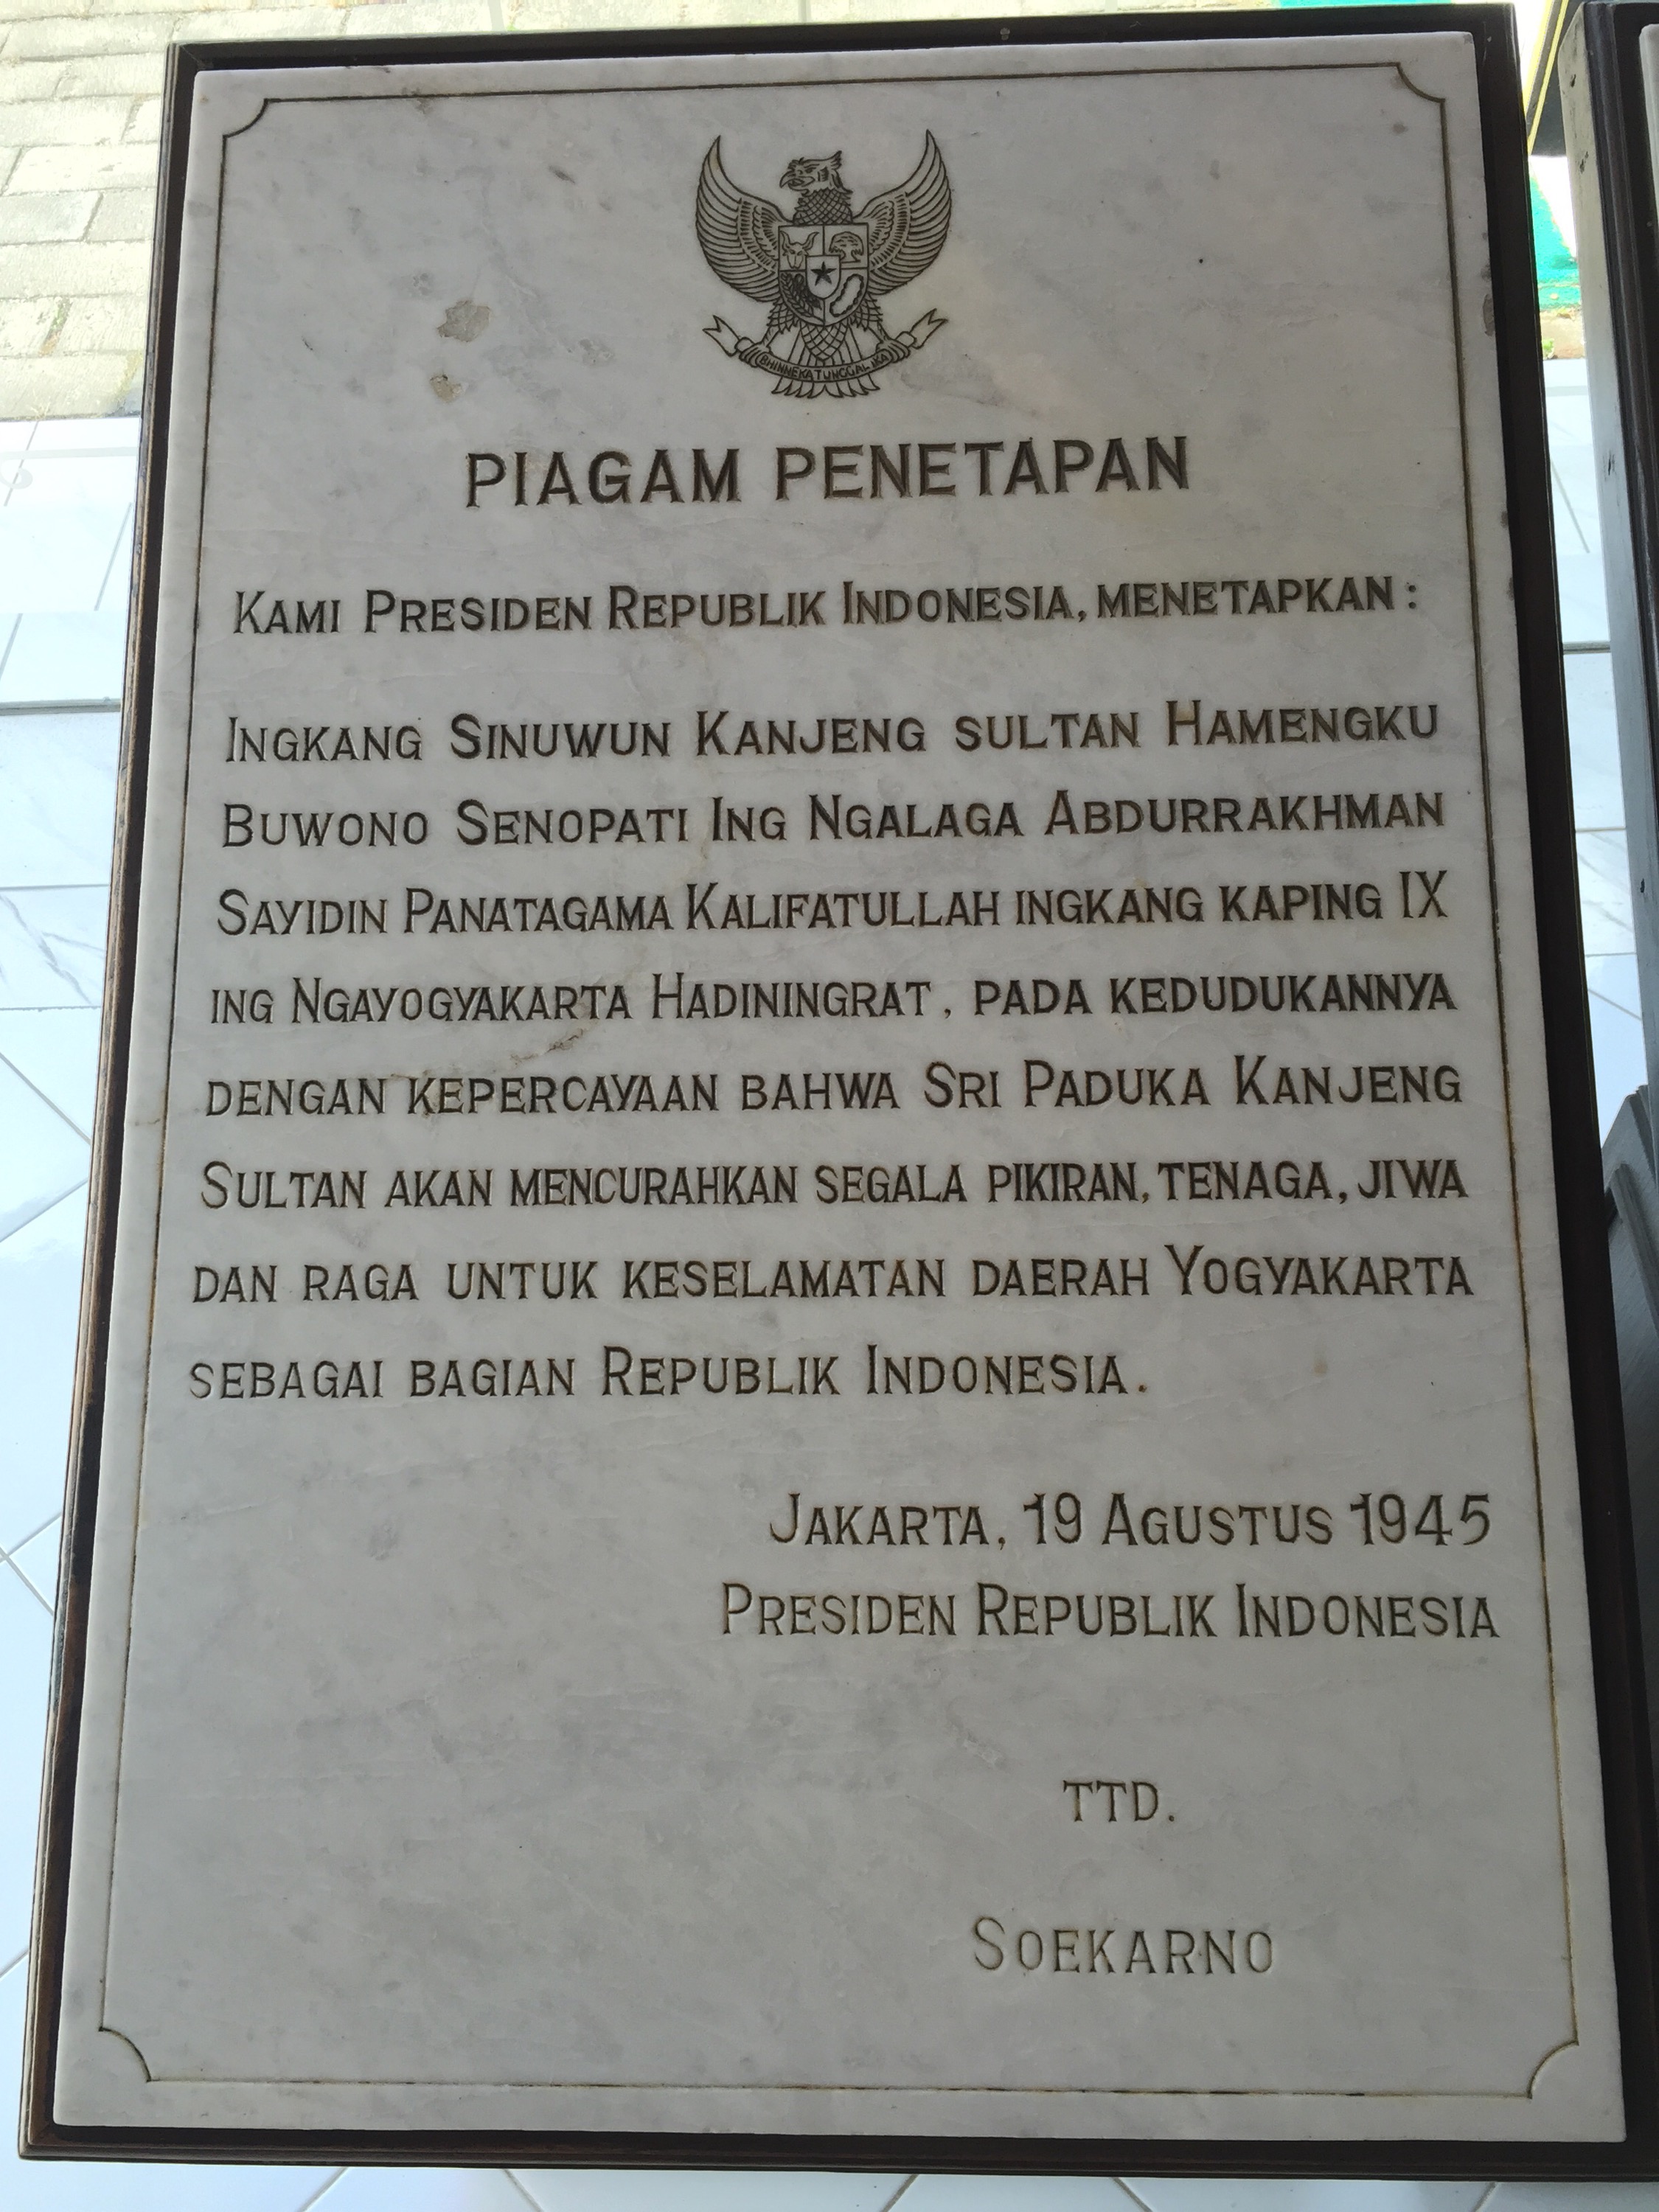 BHINNEKA TUNGGAL IKA
PIAGAM PENETAPAN
KAMI PRESIDEN REPUBLIK INDONESIA, MENETAPKAN :
INGKANG SINUWUN KANJENG SULTAN HAMENGKU
BUWONO SENOPATI ING NGALAGA ABDURRAKHMAN
SAYIDIN PANATAGAMA KALIFATULLAH INGKANG KAPING IX
ING NGAYOGYAKARTA HADININGRAT, PADA KEDUDUKANNYA
DENGAN KEPERCAYAAN BAHWA SRI PADUKA KANJENG
SULTAN AKAN MENCURAHKAN SEGALA PIKIRAN, TENAGA, JIWA
DAN RAGA UNTUK KESELAMATAN DAERAH YOGYAKARTA
SEBAGAI BAGIAN REPUBLIK INDONESIA.
JAKARTA, 19 AGUSTUS 1945
PRESIDEN REPUBLIK INDONESIA
TTD.
SOEKARNO